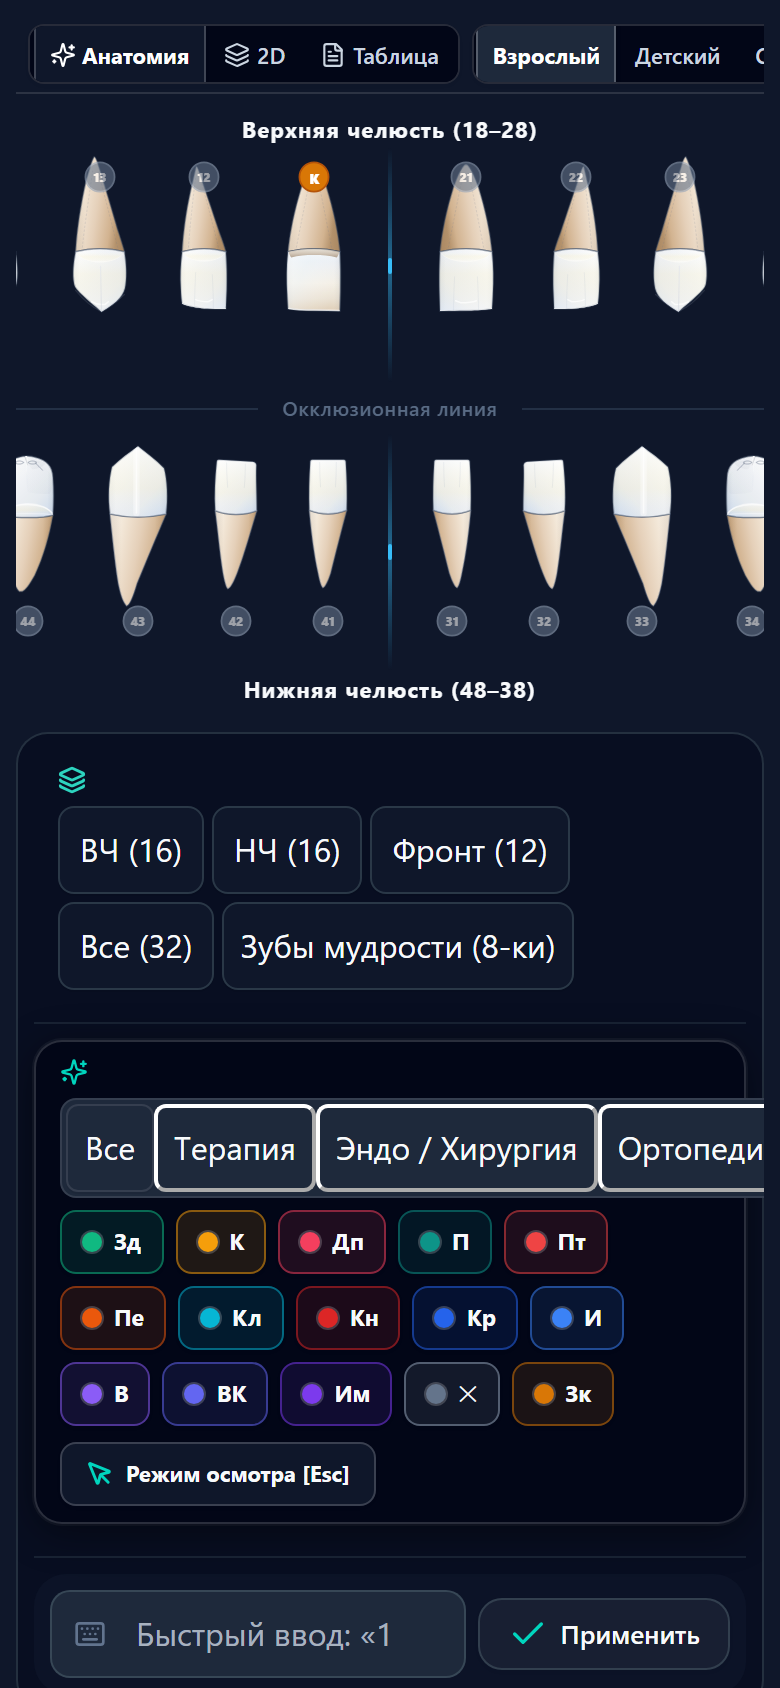 Анатомия 2D Таблица Взрослый Детский
Верхняя челюсть (18–28)
13 12 К 21 22 23
Окклюзионная линия
44 43 42 41 31 32 33 34
Нижняя челюсть (48–38)
ВЧ (16) НЧ (16) Фронт (12)
Все (32) Зубы мудрости (8-ки)
Все Терапия Эндо / Хирургия Ортопеди
Зд К Дп П Пт
Пе Кл Кн Кр И
В ВК Им Зк
Режим осмотра [Esc]
Быстрый ввод: «1 Применить